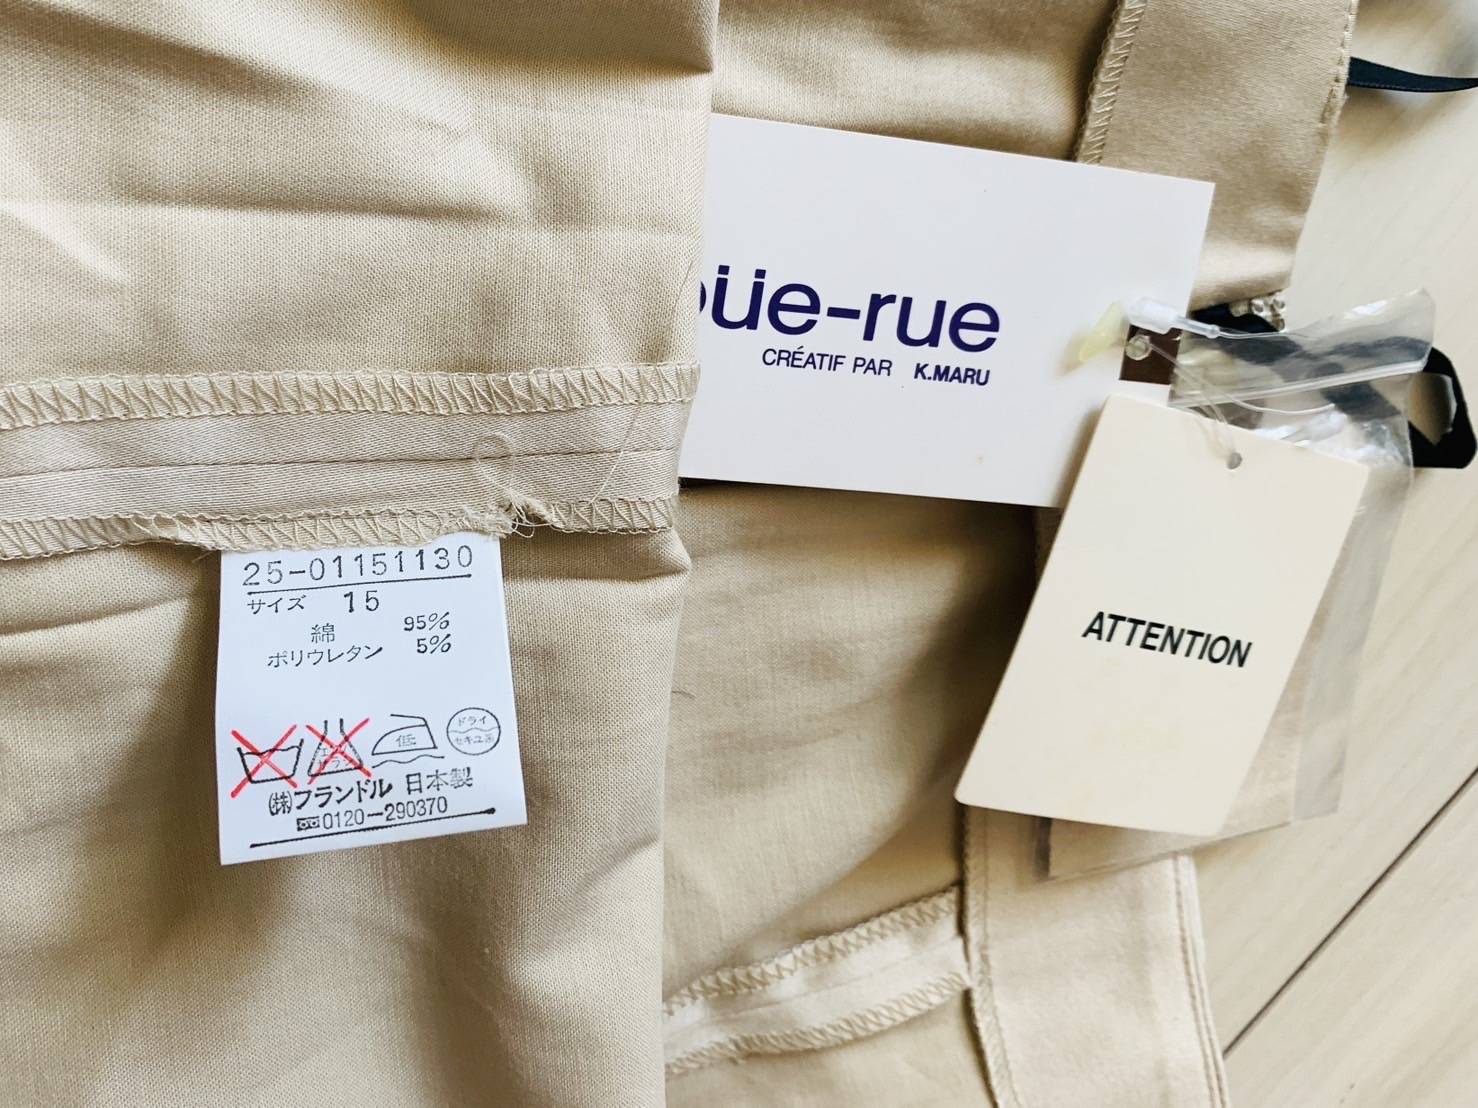 üe-rue
CRÉATIF PAR K.MARU
ATTENTION
25-01151130
サイズ 15
綿 95%
ポリウレタン 5%
低
ドライ
セキユ系
㈱フランドル 日本製
0120-290370